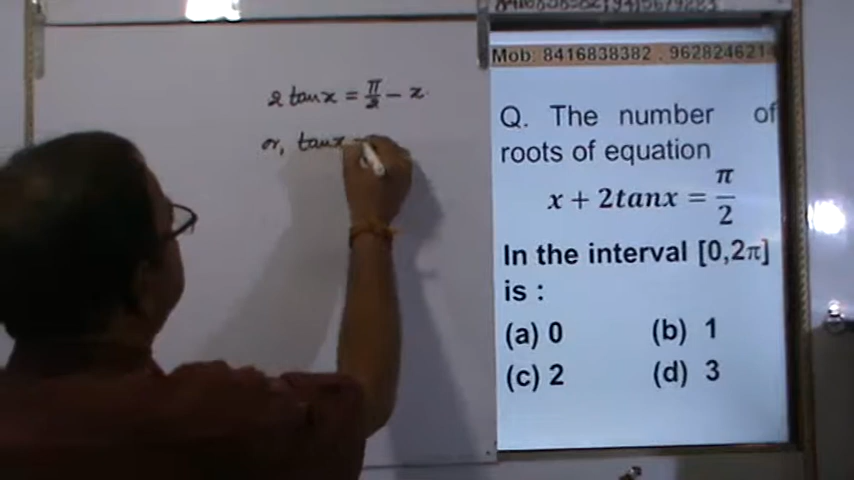 2 tanx = π/2 − x
or, tanx =
Mob: 8416838382 , 962824621
Q. The number of
roots of equation
x + 2tanx = π/2
In the interval [0,2π]
is :
(a) 0 (b) 1
(c) 2 (d) 3